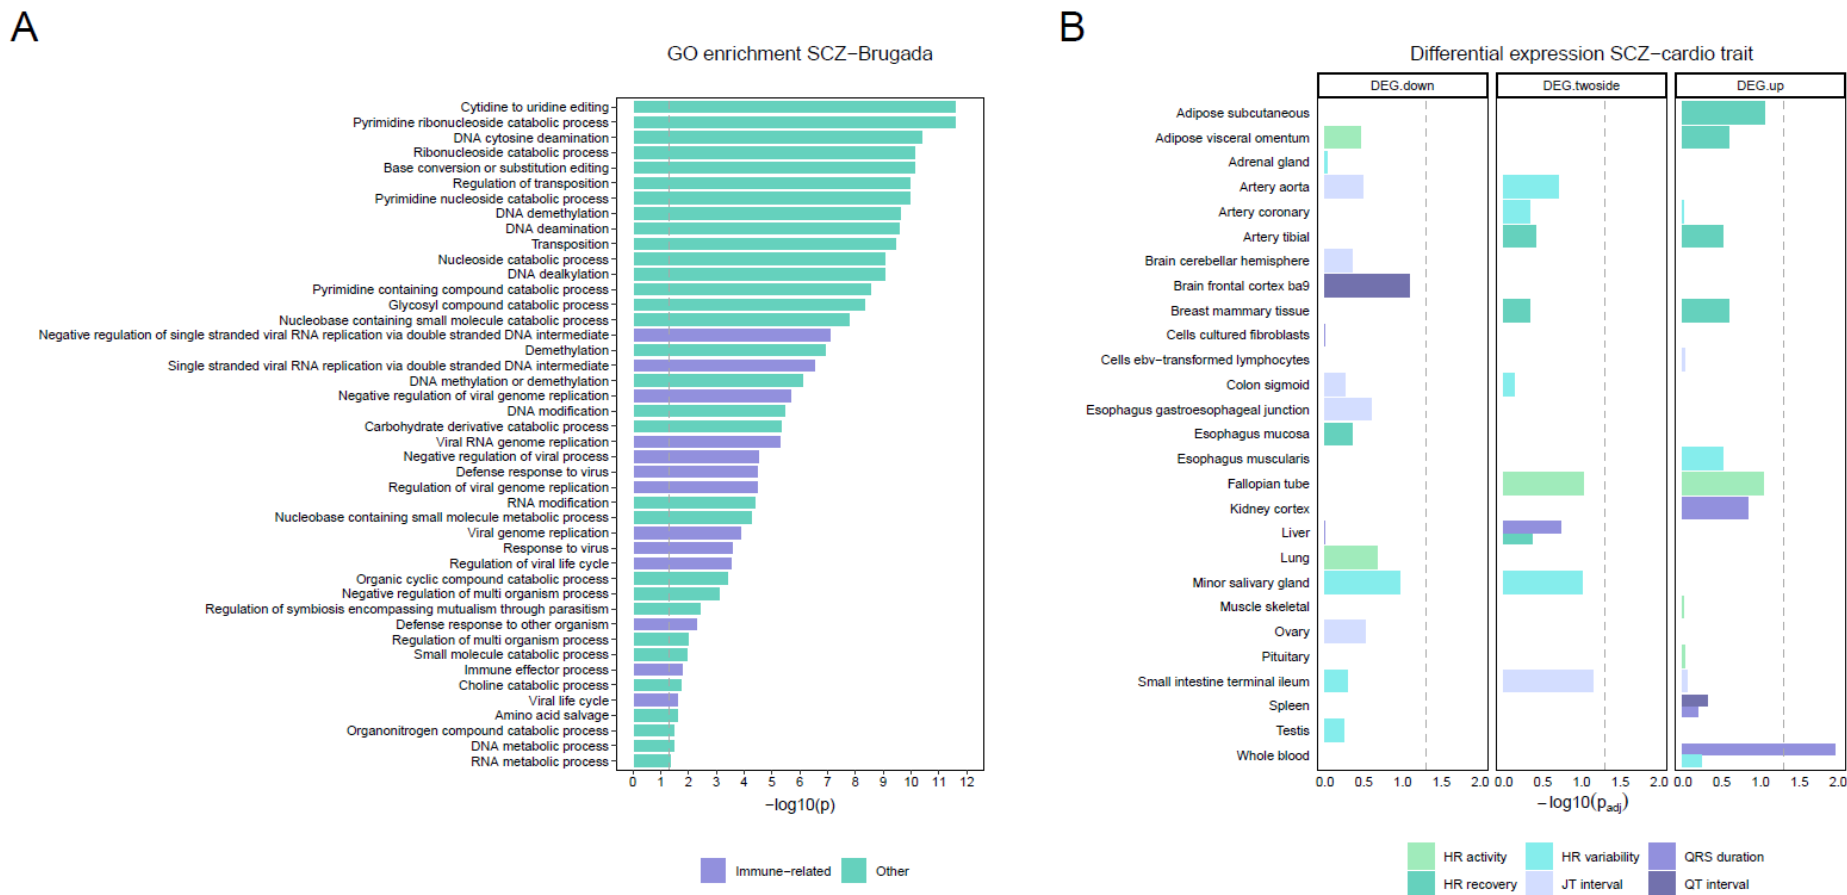 A
GO enrichment SCZ−Brugada
Cytidine to uridine editing
Pyrimidine ribonucleoside catabolic process
DNA cytosine deamination
Ribonucleoside catabolic process
Base conversion or substitution editing
Regulation of transposition
Pyrimidine nucleoside catabolic process
DNA demethylation
DNA deamination
Transposition
Nucleoside catabolic process
DNA dealkylation
Pyrimidine containing compound catabolic process
Glycosyl compound catabolic process
Nucleobase containing small molecule catabolic process
Negative regulation of single stranded viral RNA replication via double stranded DNA intermediate
Demethylation
Single stranded viral RNA replication via double stranded DNA intermediate
DNA methylation or demethylation
Negative regulation of viral genome replication
DNA modification
Carbohydrate derivative catabolic process
Viral RNA genome replication
Negative regulation of viral process
Defense response to virus
Regulation of viral genome replication
RNA modification
Nucleobase containing small molecule metabolic process
Viral genome replication
Response to virus
Regulation of viral life cycle
Organic cyclic compound catabolic process
Negative regulation of multi organism process
Regulation of symbiosis encompassing mutualism through parasitism
Defense response to other organism
Regulation of multi organism process
Small molecule catabolic process
Immune effector process
Choline catabolic process
Viral life cycle
Amino acid salvage
Organonitrogen compound catabolic process
DNA metabolic process
RNA metabolic process
0 1 2 3 4 5 6 7 8 9 10 11 12
−log10(p)
Immune−related Other
B
Differential expression SCZ−cardio trait
DEG.down DEG.twoside DEG.up
Adipose subcutaneous
Adipose visceral omentum
Adrenal gland
Artery aorta
Artery coronary
Artery tibial
Brain cerebellar hemisphere
Brain frontal cortex ba9
Breast mammary tissue
Cells cultured fibroblasts
Cells ebv−transformed lymphocytes
Colon sigmoid
Esophagus gastroesophageal junction
Esophagus mucosa
Esophagus muscularis
Fallopian tube
Kidney cortex
Liver
Lung
Minor salivary gland
Muscle skeletal
Ovary
Pituitary
Small intestine terminal ileum
Spleen
Testis
Whole blood
0.0 0.5 1.0 1.5 2.0 0.0 0.5 1.0 1.5 2.0 0.0 0.5 1.0 1.5 2.0
−log10(padj)
HR activity HR variability QRS duration
HR recovery JT interval QT interval